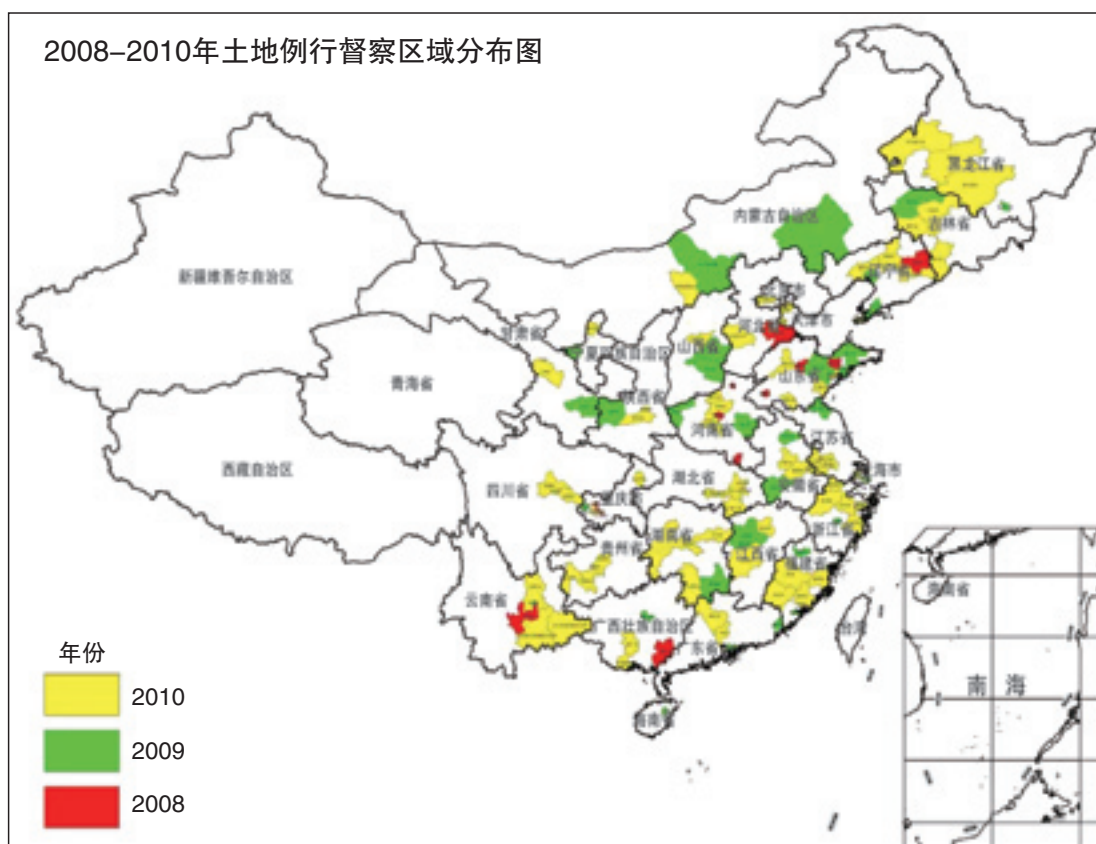 2008–2010年土地例行督察区域分布图
黑龙江省
内蒙古自治区
吉林省
新疆维吾尔自治区
辽宁省
天津市
甘肃省
河北省
宁夏回族自治区
山西省
青海省
山东省
陕西省
河南省
江苏省
西藏自治区
上海市
四川省
湖北省
安徽省
重庆市
浙江省
湖南省
贵州省
江西省
福建省
云南省
海南省
广西壮族自治区
广东省
台湾
南 海
海南省
年份
2010
2009
2008